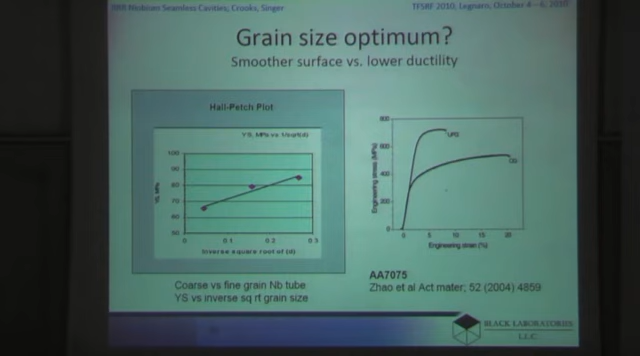 Niobium Seamless Cavities, Crooks, Singer
TFSRF 2010, Legnaro, October 4 - 6, 2010
Grain size optimum?
Smoother surface vs. lower ductility
Hall-Petch Plot
YS, MPa vs 1/sqrt(d)
100
90
80
70
60
50
YS, MPa
0
0.1
0.2
0.3
Inverse square root of (d)
Coarse vs fine grain Nb tube
YS vs inverse sq rt grain size
800
600
400
200
0
Engineering stress (MPa)
UFG
CG
0
5
10
15
20
Engineering strain (%)
AA7075
Zhao et al Act mater; 52 (2004) 4859
BLACK LABORATORIES
L.L.C.